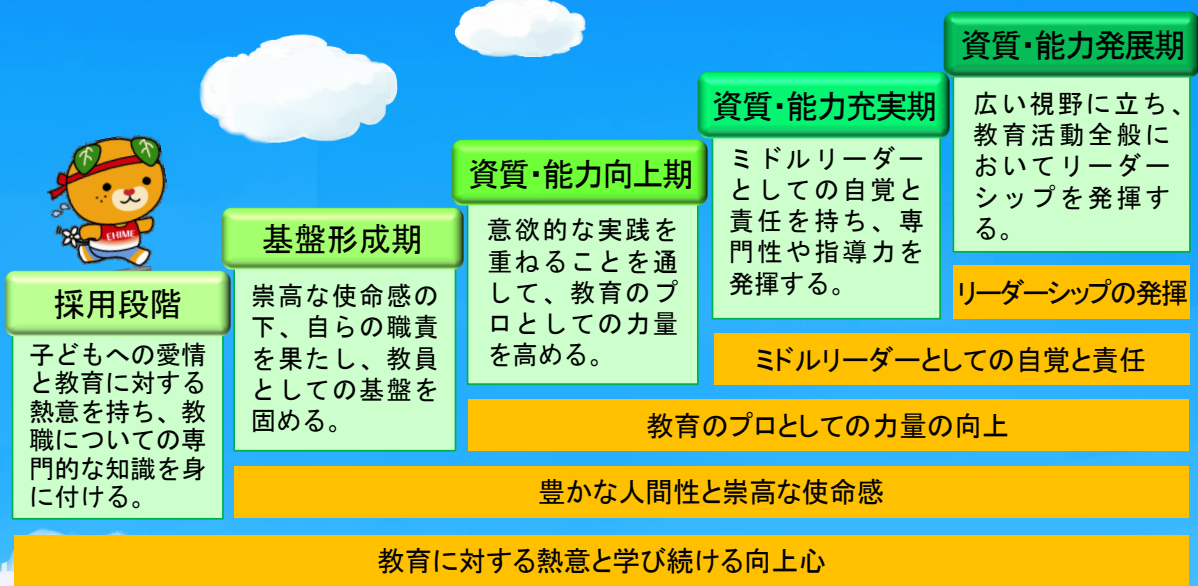 採用段階
子どもへの愛情
と教育に対する
熱意を持ち、教
職についての専
門的な知識を身
に付ける。
EHIME
基盤形成期
崇高な使命感の
下、自らの職責
を果たし、教員
としての基盤を
固める。
資質・能力向上期
意欲的な実践を
重ねることを通
して、教育のプ
ロとしての力量
を高める。
資質・能力充実期
ミドルリーダー
としての自覚と
責任を持ち、専
門性や指導力を
発揮する。
資質・能力発展期
広い視野に立ち、
教育活動全般に
おいてリーダー
シップを発揮す
る。
リーダーシップの発揮
ミドルリーダーとしての自覚と責任
教育のプロとしての力量の向上
豊かな人間性と崇高な使命感
教育に対する熱意と学び続ける向上心